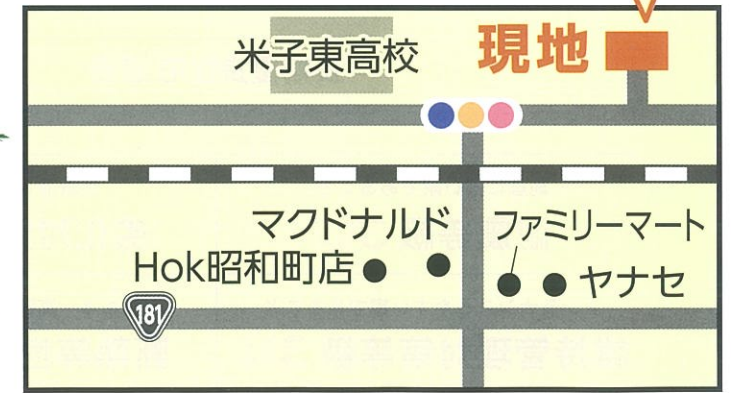 米子東高校
現地
マクドナルド
ファミリーマート
Hok昭和町店
ヤナセ
181